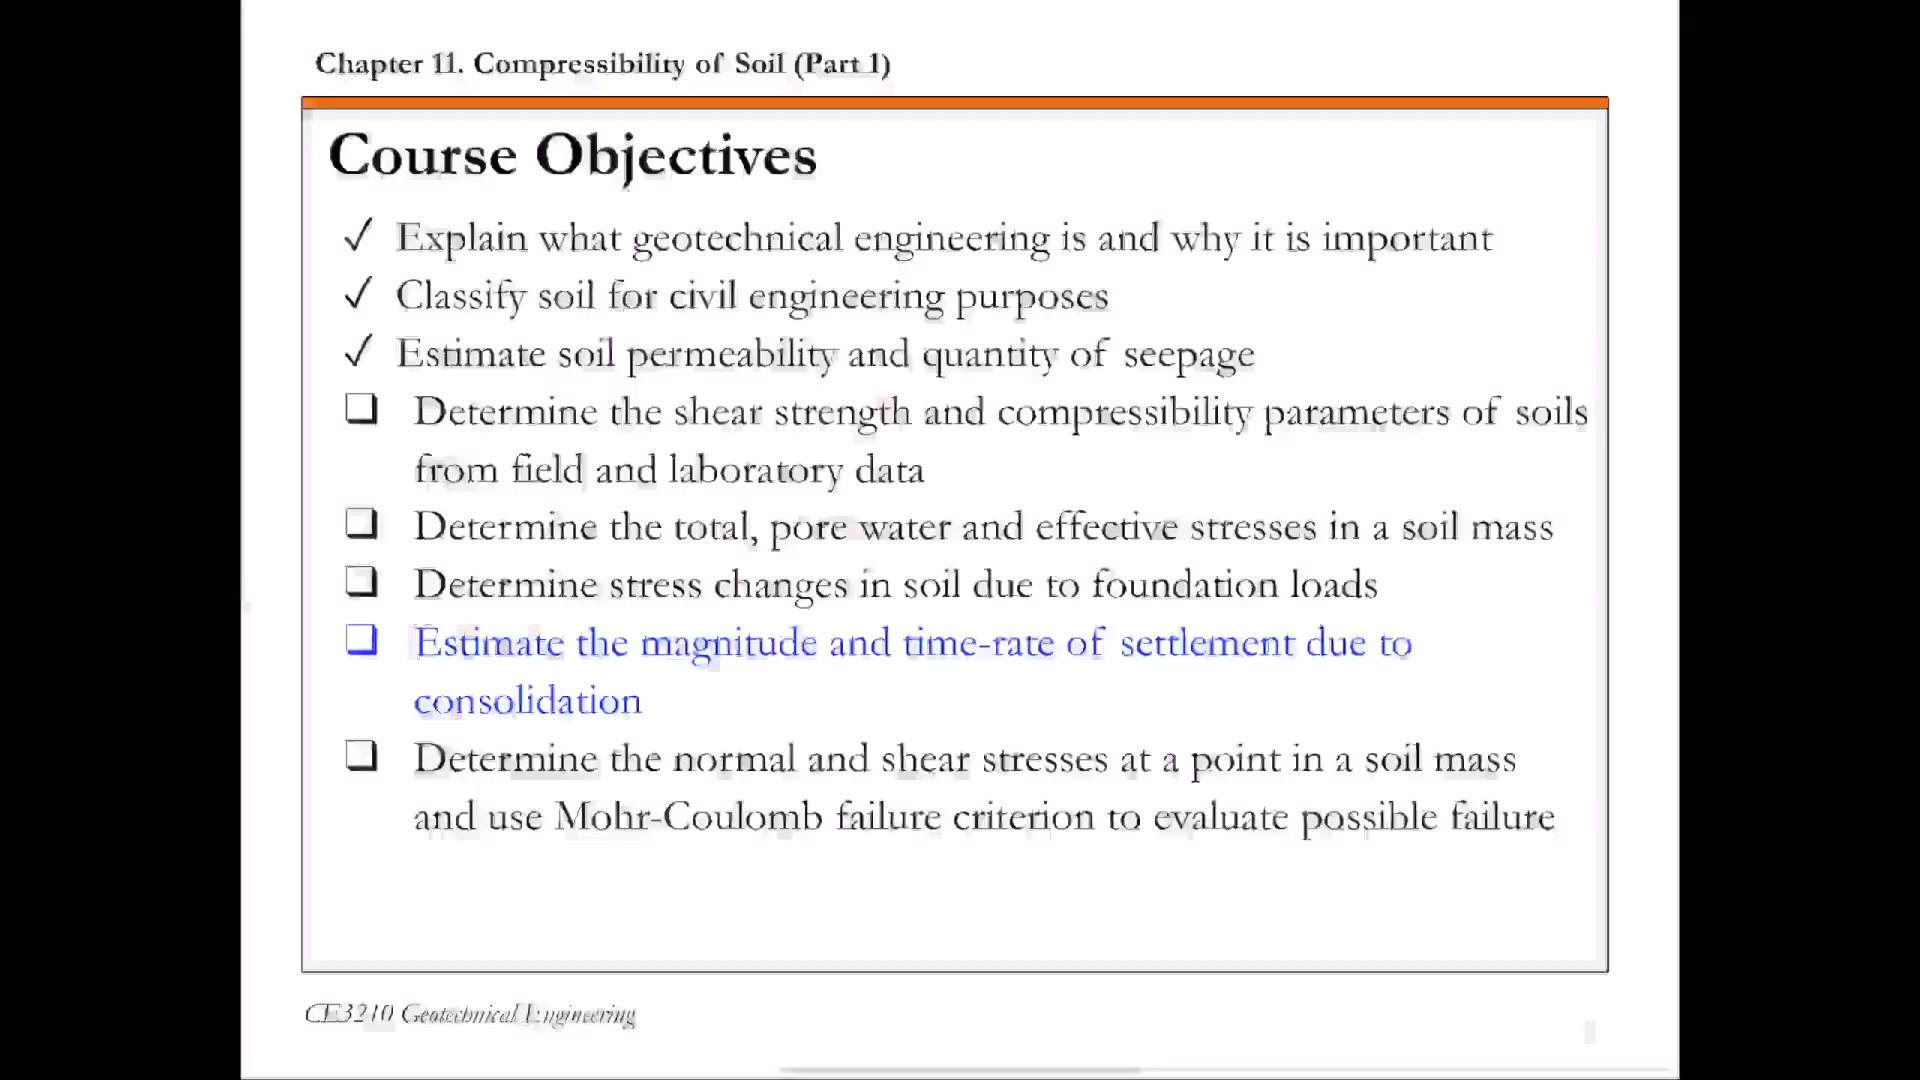 Chapter 11. Compressibility of Soil (Part 1)
Course Objectives
✓ Explain what geotechnical engineering is and why it is important
✓ Classify soil for civil engineering purposes
✓ Estimate soil permeability and quantity of seepage
❑ Determine the shear strength and compressibility parameters of soils
from field and laboratory data
❑ Determine the total, pore water and effective stresses in a soil mass
❑ Determine stress changes in soil due to foundation loads
❑ Estimate the magnitude and time-rate of settlement due to
consolidation
❑ Determine the normal and shear stresses at a point in a soil mass
and use Mohr-Coulomb failure criterion to evaluate possible failure
CE3210 Geotechnical Engineering